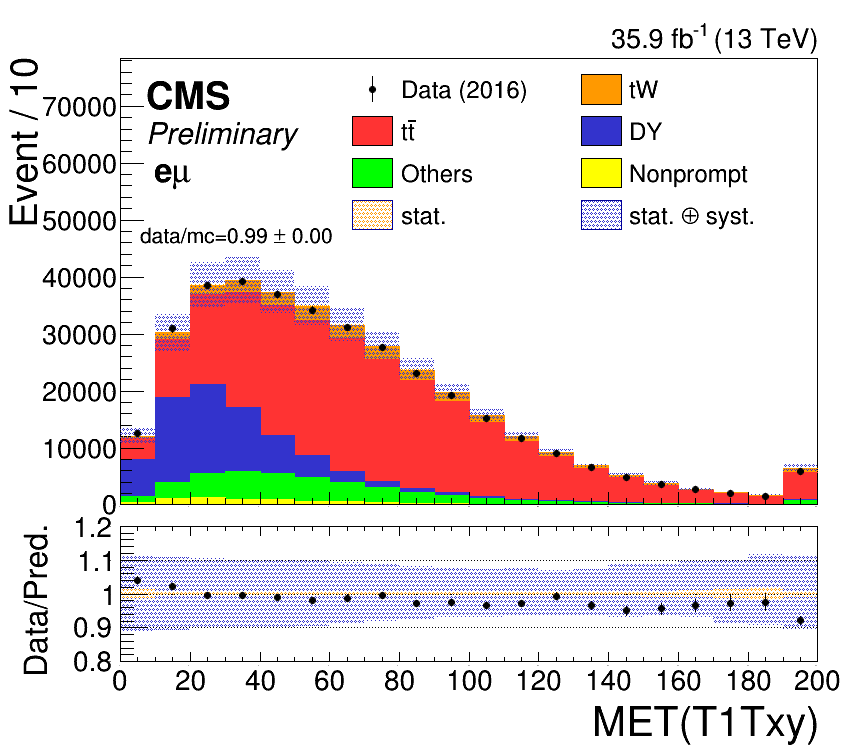 35.9 fb-1 (13 TeV)
Event / 10
CMS
Preliminary
eμ
Data (2016)
tW
tt̄
DY
Others
Nonprompt
stat.
stat. ⊕ syst.
data/mc=0.99 ± 0.00
70000
60000
50000
40000
30000
20000
10000
0
Data/Pred.
1.2
1.1
1
0.9
0.8
0 20 40 60 80 100 120 140 160 180 200
MET(T1Txy)